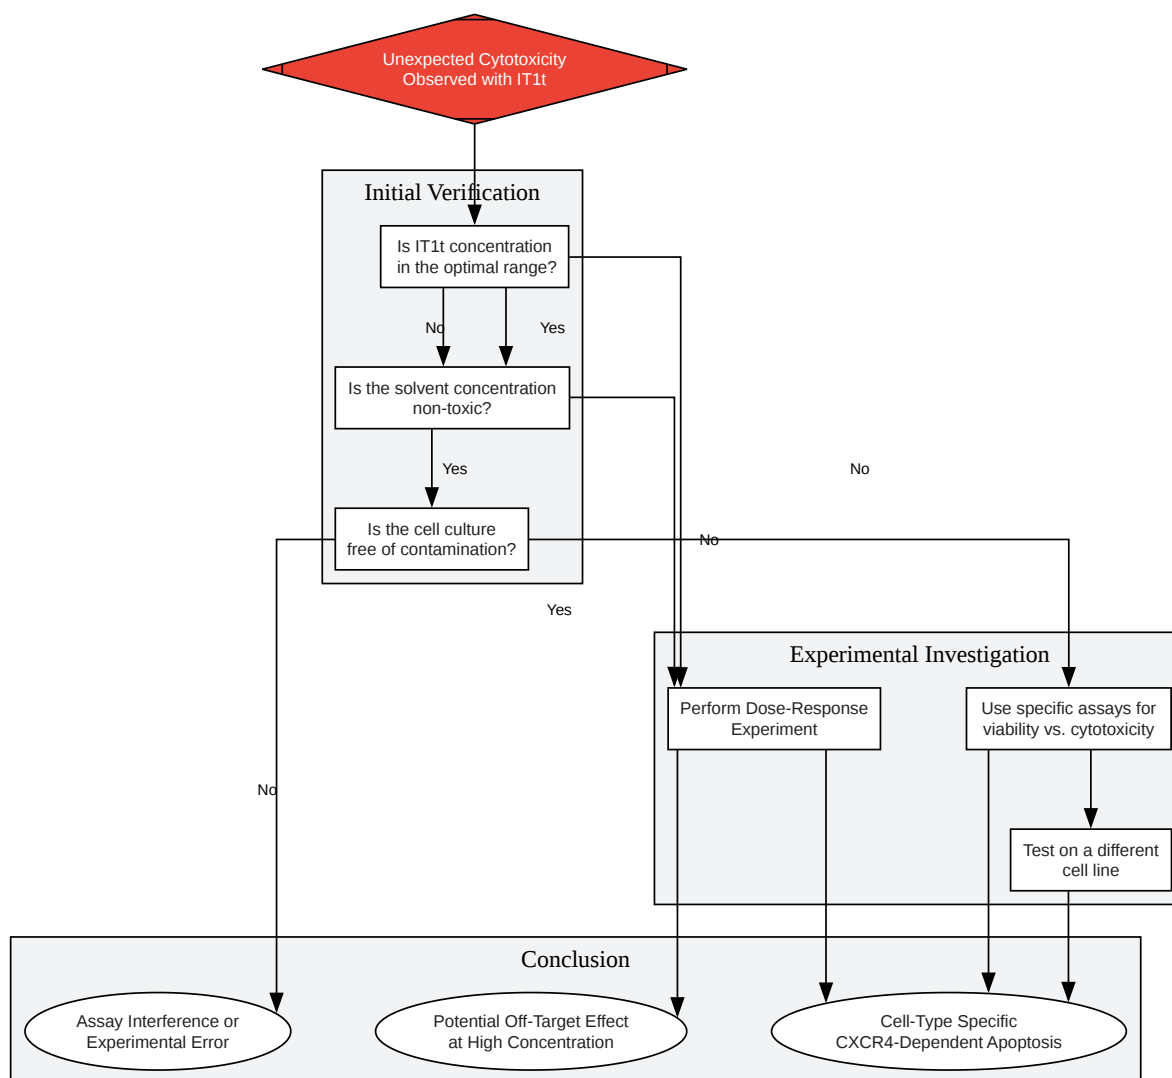 Unexpected Cytotoxicity
Observed with IT1t
Initial Verification
Is IT1t concentration
in the optimal range?
No
Yes
Is the solvent concentration
non-toxic?
Yes
No
Is the cell culture
free of contamination?
No
Yes
Experimental Investigation
Perform Dose-Response
Experiment
Use specific assays for
viability vs. cytotoxicity
No
Test on a different
cell line
Conclusion
Assay Interference or
Experimental Error
Potential Off-Target Effect
at High Concentration
Cell-Type Specific
CXCR4-Dependent Apoptosis